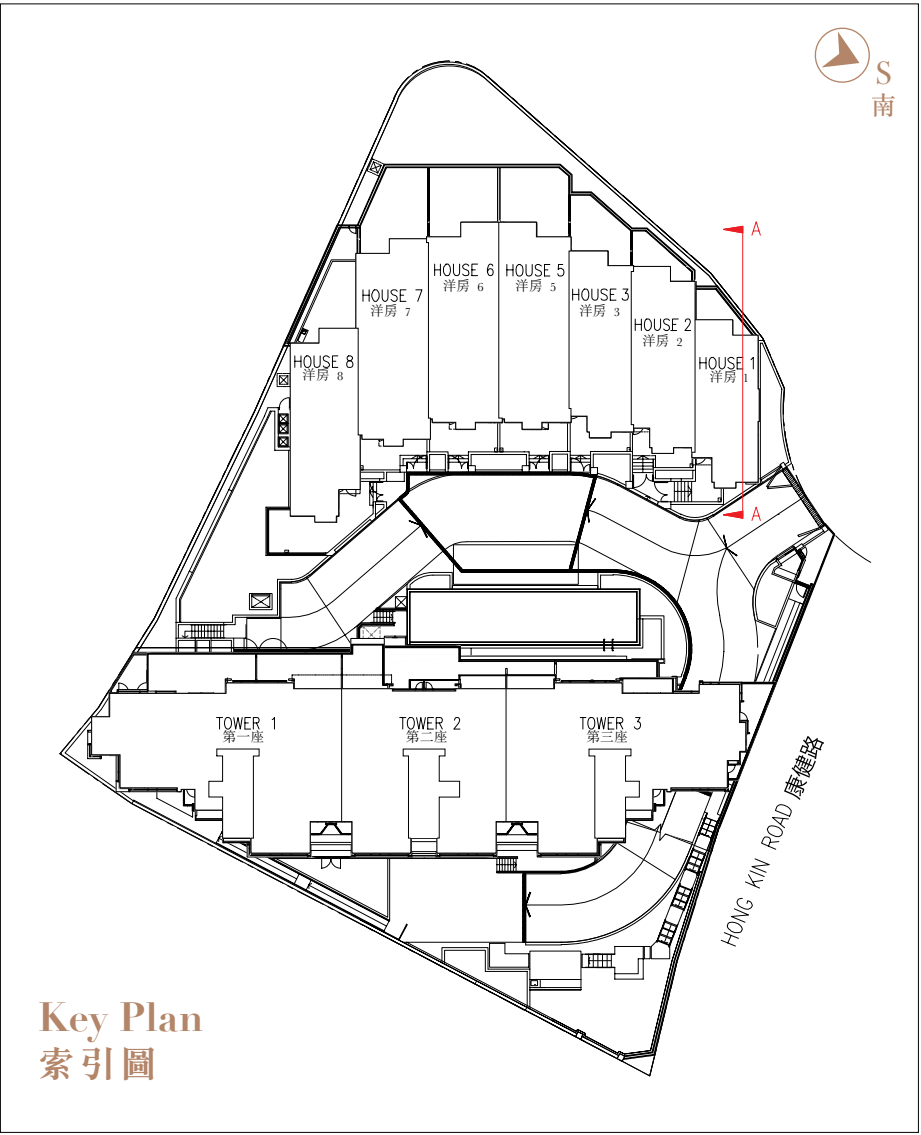 S
南
A
HOUSE 6
洋房 6
HOUSE 5
洋房 5
HOUSE 7
洋房 7
HOUSE 3
洋房 3
HOUSE 2
洋房 2
HOUSE 8
洋房 8
HOUSE 1
洋房 1
A
TOWER 1
第一座
TOWER 2
第二座
TOWER 3
第三座
HONG KIN ROAD 康健路
Key Plan
索引圖